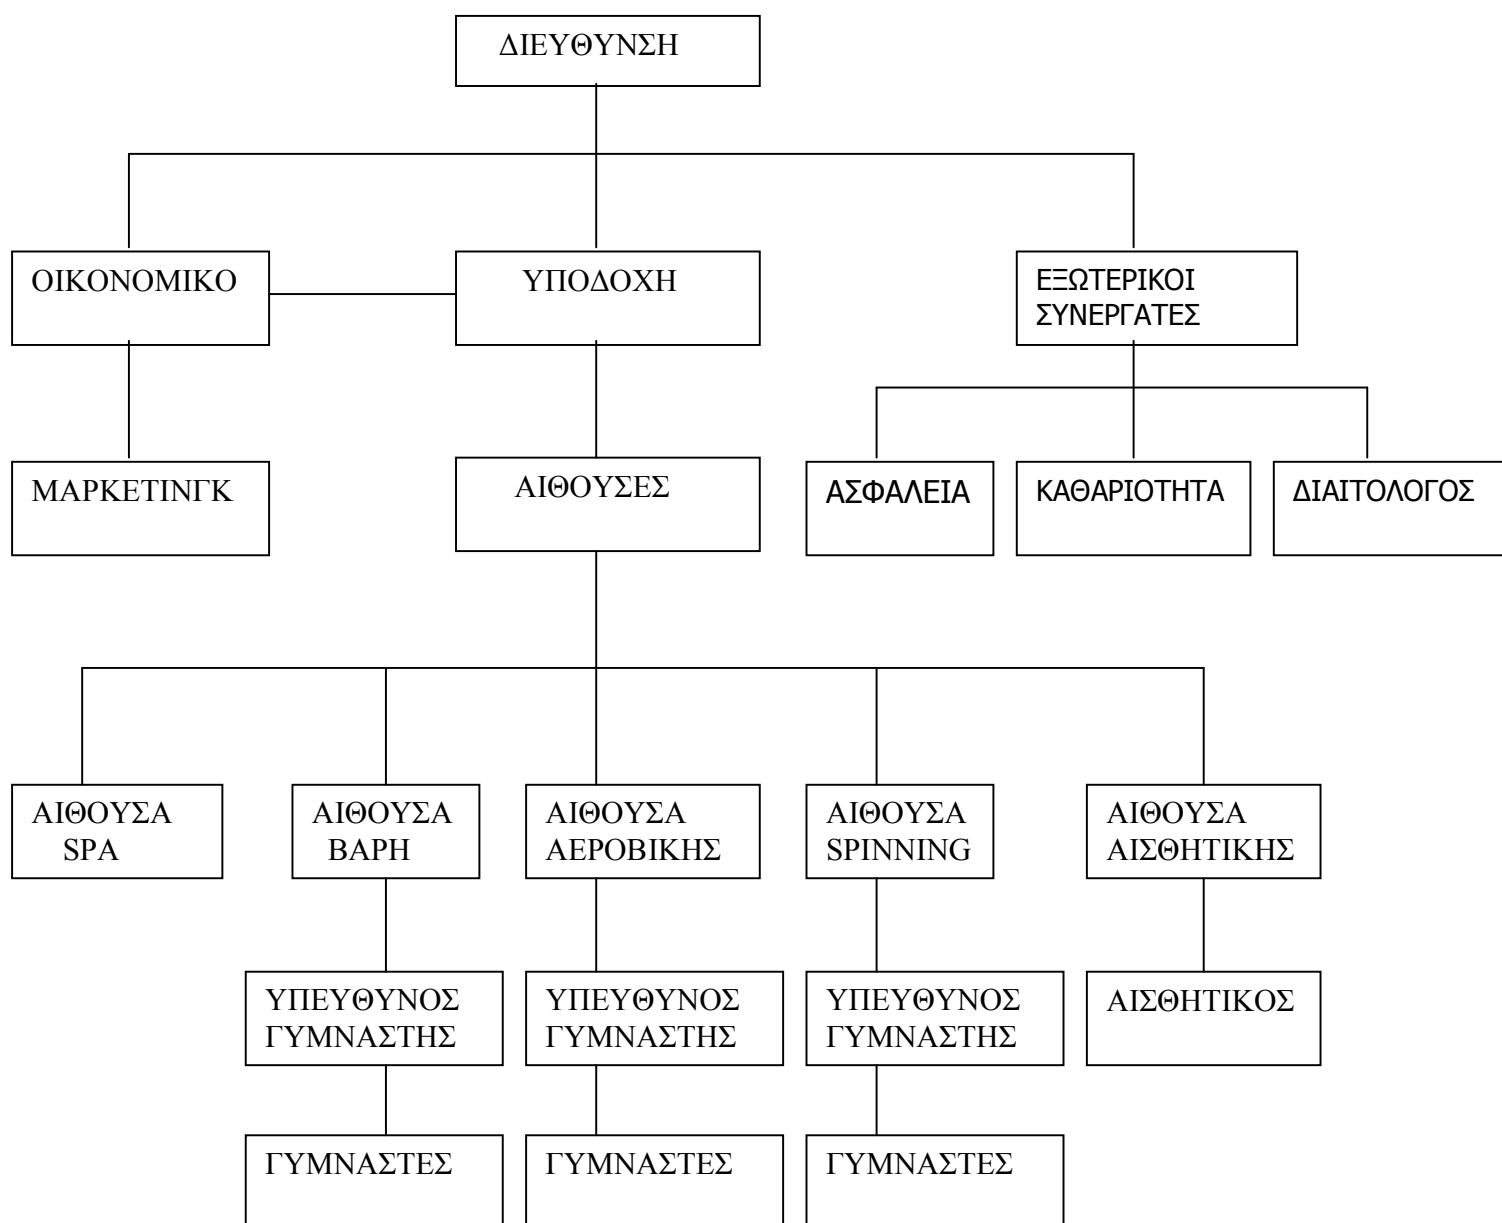 ΔΙΕΥΘΥΝΣΗ
ΟΙΚΟΝΟΜΙΚΟ
ΥΠΟΔΟΧΗ
ΕΞΩΤΕΡΙΚΟΙ
ΣΥΝΕΡΓΑΤΕΣ
ΜΑΡΚΕΤΙΝΓΚ
ΑΙΘΟΥΣΕΣ
ΑΣΦΑΛΕΙΑ
ΚΑΘΑΡΙΟΤΗΤΑ
ΔΙΑΙΤΟΛΟΓΟΣ
ΑΙΘΟΥΣΑ
SPA
ΑΙΘΟΥΣΑ
ΒΑΡΗ
ΑΙΘΟΥΣΑ
ΑΕΡΟΒΙΚΗΣ
ΑΙΘΟΥΣΑ
SPINNING
ΑΙΘΟΥΣΑ
ΑΙΣΘΗΤΙΚΗΣ
ΥΠΕΥΘΥΝΟΣ
ΓΥΜΝΑΣΤΗΣ
ΥΠΕΥΘΥΝΟΣ
ΓΥΜΝΑΣΤΗΣ
ΥΠΕΥΘΥΝΟΣ
ΓΥΜΝΑΣΤΗΣ
ΑΙΣΘΗΤΙΚΟΣ
ΓΥΜΝΑΣΤΕΣ
ΓΥΜΝΑΣΤΕΣ
ΓΥΜΝΑΣΤΕΣ